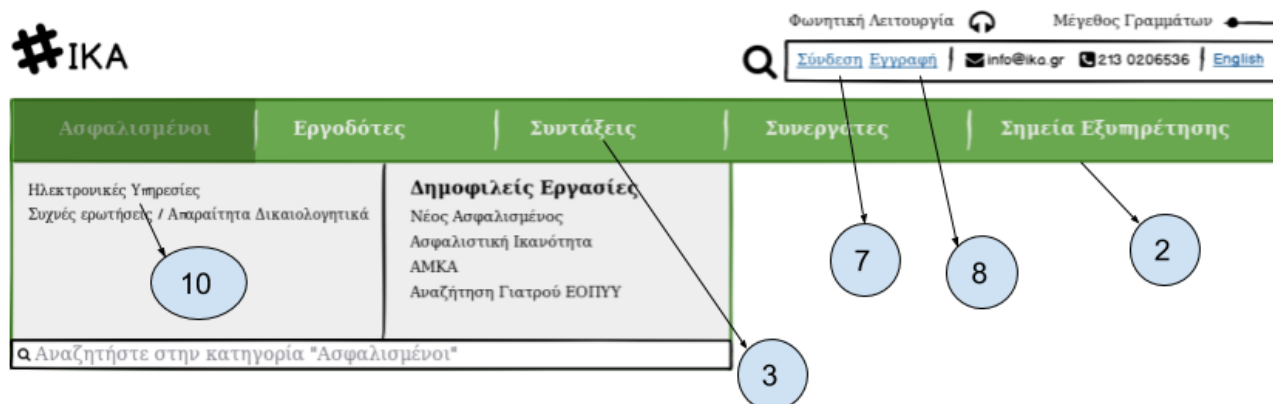 Φωνητική Λειτουργία Μέγεθος Γραμμάτων
#IKA
Σύνδεση Εγγραφή info@ika.gr 213 0206536 English
Ασφαλισμένοι Εργοδότες Συντάξεις Συνεργάτες Σημεία Εξυπηρέτησης
Ηλεκτρονικές Υπηρεσίες
Συχνές ερωτήσεις / Απαραίτητα Δικαιολογητικά
Δημοφιλείς Εργασίες
Νέος Ασφαλισμένος
Ασφαλιστική Ικανότητα
ΑΜΚΑ
Αναζήτηση Γιατρού ΕΟΠΥΥ
Αναζητήστε στην κατηγορία "Ασφαλισμένοι"
10
7
8
2
3